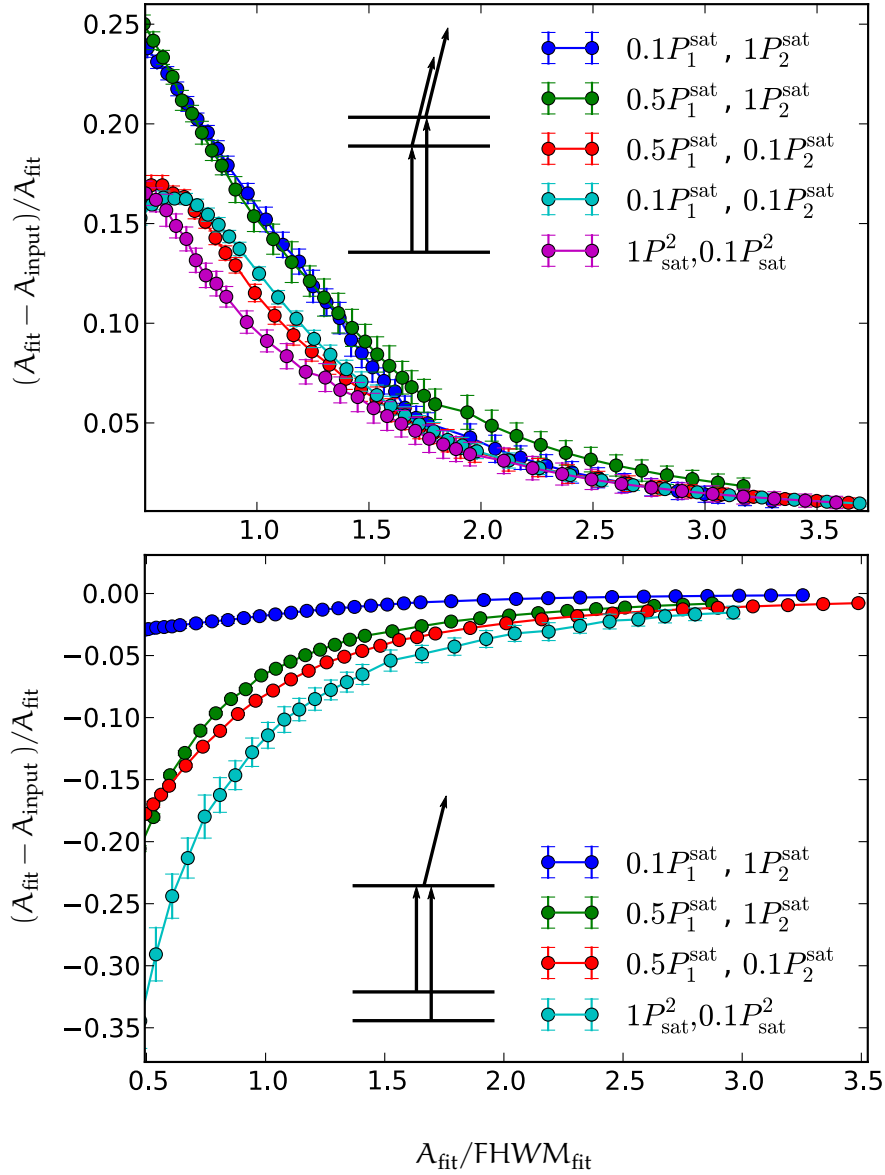 0.25
0.20
0.15
0.10
0.05
(A_fit − A_input)/A_fit
0.1P_1^sat , 1P_2^sat
0.5P_1^sat , 1P_2^sat
0.5P_1^sat , 0.1P_2^sat
0.1P_1^sat , 0.1P_2^sat
1P_sat^2,0.1P_sat^2
1.0 1.5 2.0 2.5 3.0 3.5
0.00
−0.05
−0.10
−0.15
−0.20
−0.25
−0.30
−0.35
(A_fit − A_input)/A_fit
0.1P_1^sat , 1P_2^sat
0.5P_1^sat , 1P_2^sat
0.5P_1^sat , 0.1P_2^sat
1P_sat^2,0.1P_sat^2
0.5 1.0 1.5 2.0 2.5 3.0 3.5
A_fit/FHWM_fit